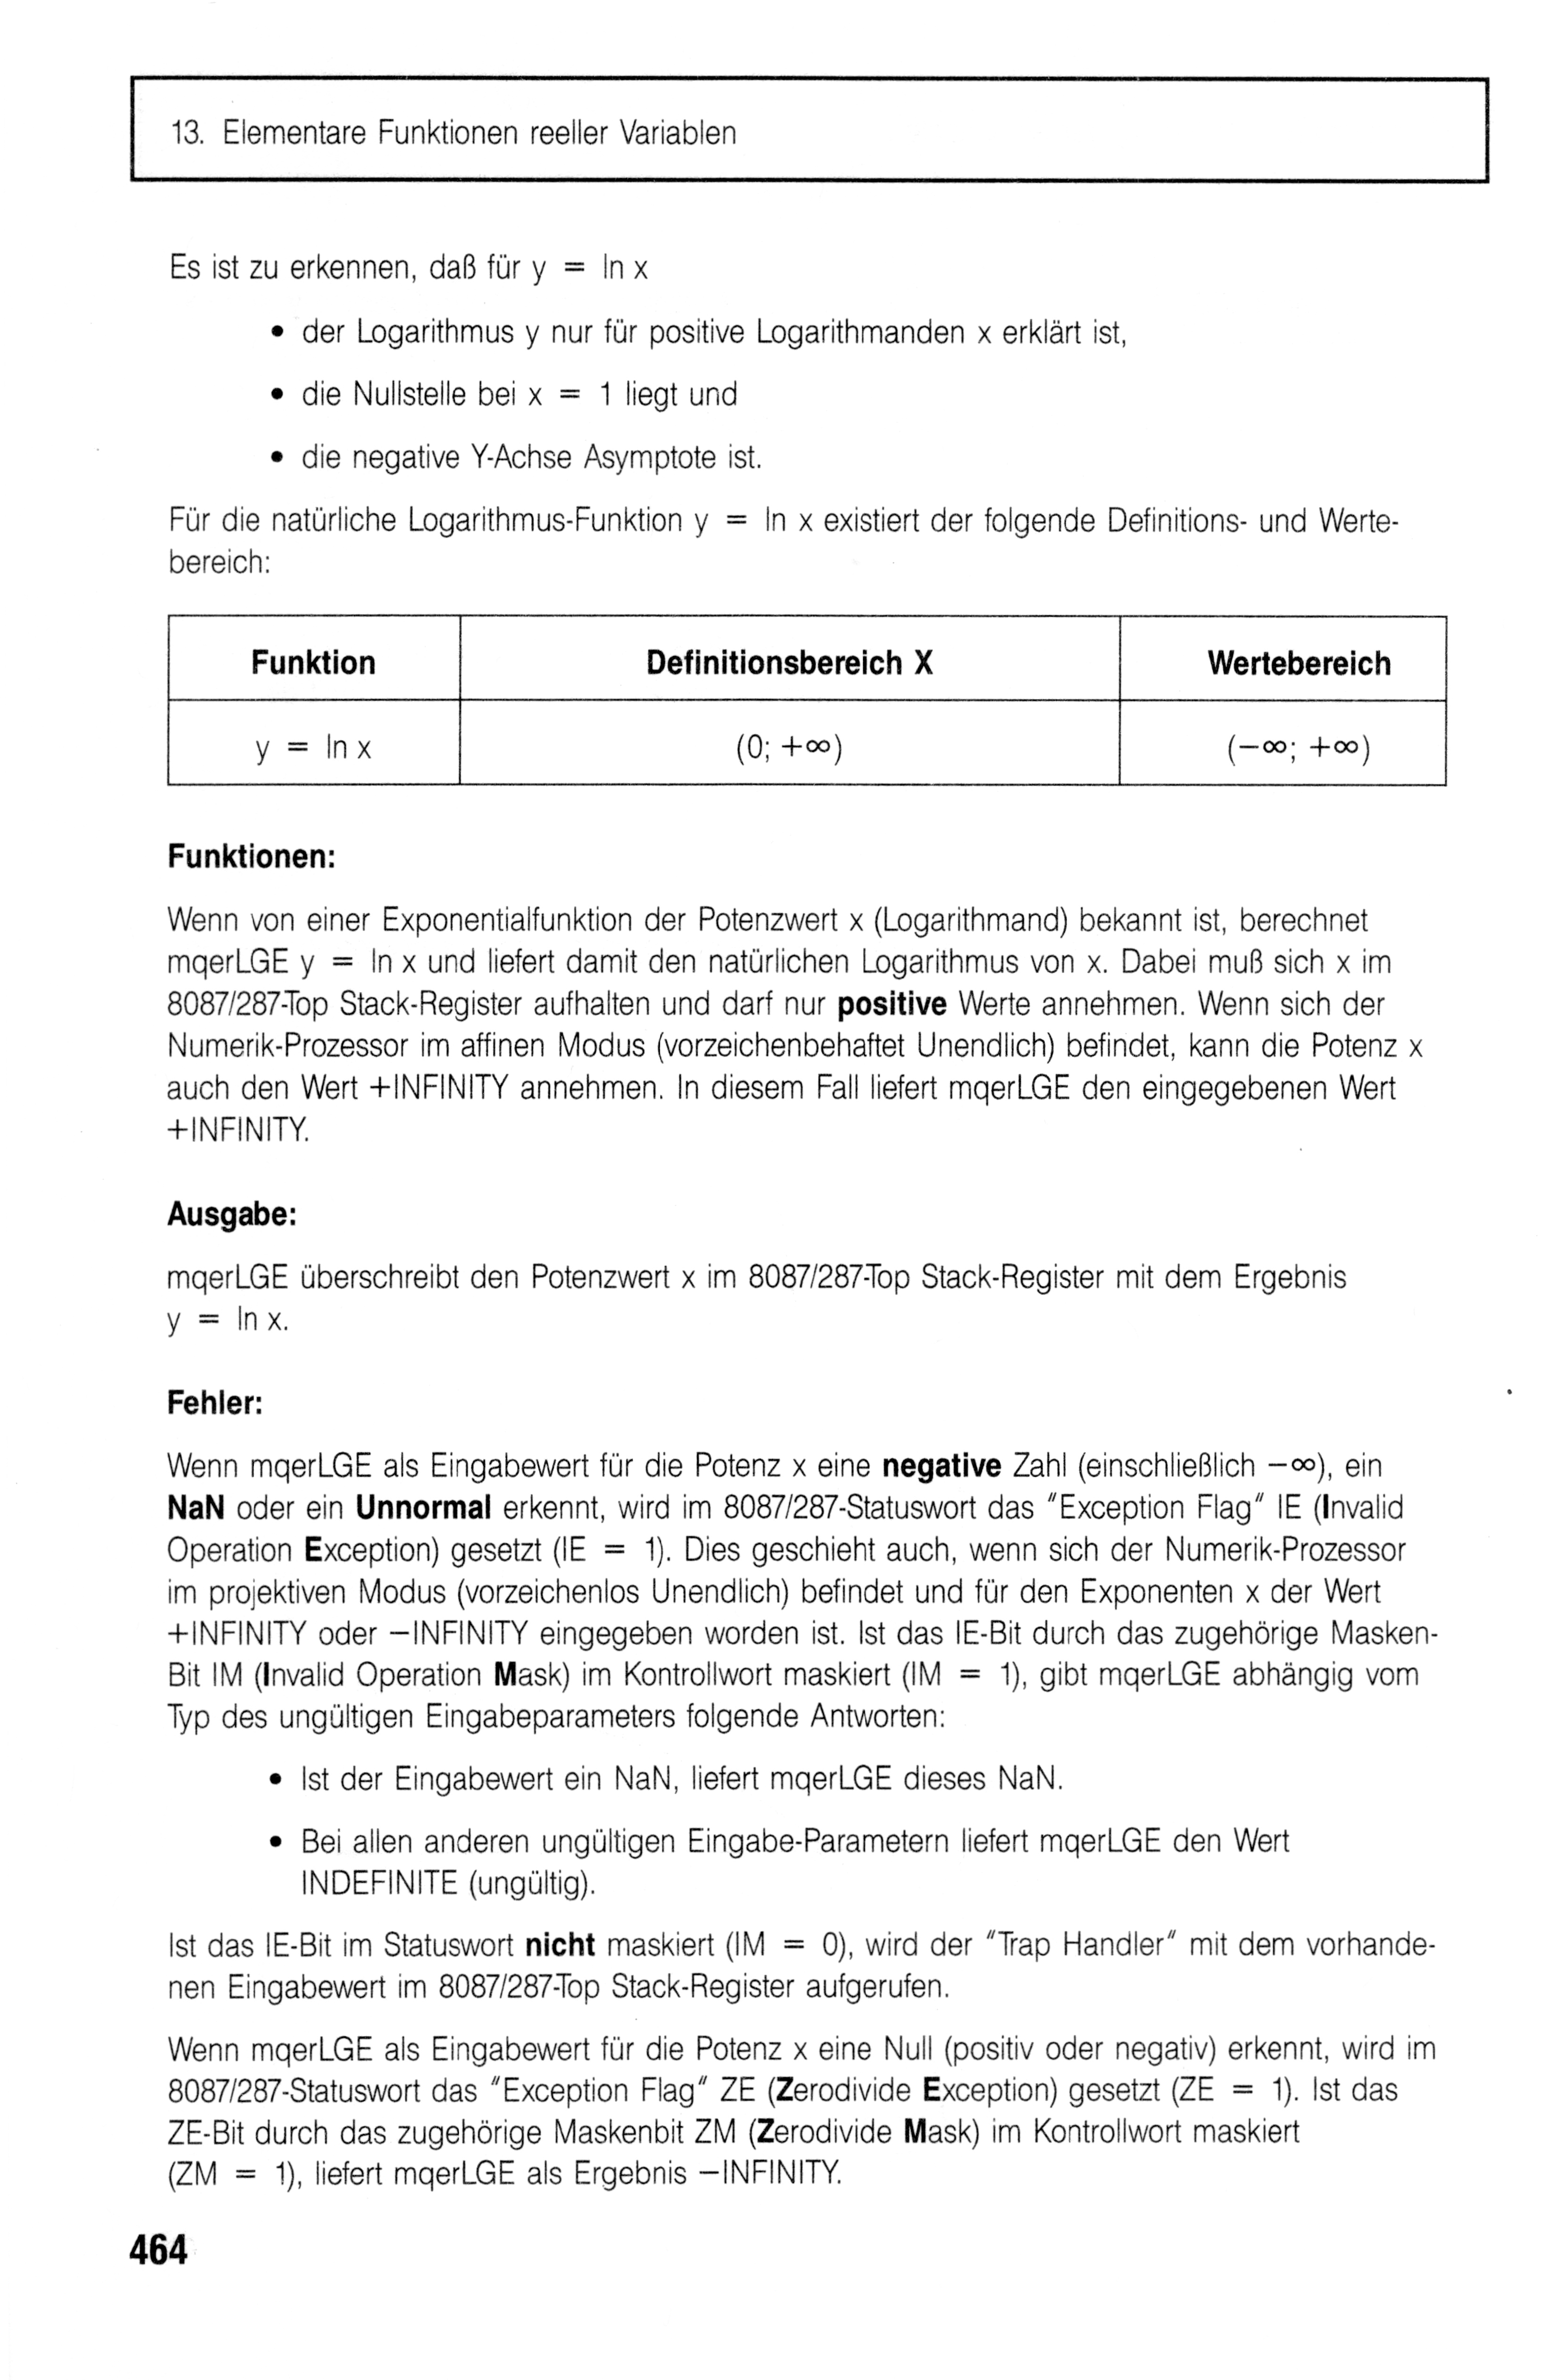 13. Elementare Funktionen reeller Variablen
Es ist zu erkennen, daß für y = ln x
• der Logarithmus y nur für positive Logarithmanden x erklärt ist,
• die Nullstelle bei x = 1 liegt und
• die negative Y-Achse Asymptote ist.
Für die natürliche Logarithmus-Funktion y = ln x existiert der folgende Definitions- und Werte-
bereich:
Funktion Definitionsbereich X Wertebereich
y = ln x (0; +∞) (−∞; +∞)
Funktionen:
Wenn von einer Exponentialfunktion der Potenzwert x (Logarithmand) bekannt ist, berechnet
mqerLGE y = ln x und liefert damit den natürlichen Logarithmus von x. Dabei muß sich x im
8087/287-Top Stack-Register aufhalten und darf nur positive Werte annehmen. Wenn sich der
Numerik-Prozessor im affinen Modus (vorzeichenbehaftet Unendlich) befindet, kann die Potenz x
auch den Wert +INFINITY annehmen. In diesem Fall liefert mqerLGE den eingegebenen Wert
+INFINITY.
Ausgabe:
mqerLGE überschreibt den Potenzwert x im 8087/287-Top Stack-Register mit dem Ergebnis
y = ln x.
Fehler:
Wenn mqerLGE als Eingabewert für die Potenz x eine negative Zahl (einschließlich −∞), ein
NaN oder ein Unnormal erkennt, wird im 8087/287-Statuswort das "Exception Flag" IE (Invalid
Operation Exception) gesetzt (IE = 1). Dies geschieht auch, wenn sich der Numerik-Prozessor
im projektiven Modus (vorzeichenlos Unendlich) befindet und für den Exponenten x der Wert
+INFINITY oder −INFINITY eingegeben worden ist. Ist das IE-Bit durch das zugehörige Masken-
Bit IM (Invalid Operation Mask) im Kontrollwort maskiert (IM = 1), gibt mqerLGE abhängig vom
Typ des ungültigen Eingabeparameters folgende Antworten:
• Ist der Eingabewert ein NaN, liefert mqerLGE dieses NaN.
• Bei allen anderen ungültigen Eingabe-Parametern liefert mqerLGE den Wert
INDEFINITE (ungültig).
Ist das IE-Bit im Statuswort nicht maskiert (IM = 0), wird der "Trap Handler" mit dem vorhande-
nen Eingabewert im 8087/287-Top Stack-Register aufgerufen.
Wenn mqerLGE als Eingabewert für die Potenz x eine Null (positiv oder negativ) erkennt, wird im
8087/287-Statuswort das "Exception Flag" ZE (Zerodivide Exception) gesetzt (ZE = 1). Ist das
ZE-Bit durch das zugehörige Maskenbit ZM (Zerodivide Mask) im Kontrollwort maskiert
(ZM = 1), liefert mqerLGE als Ergebnis −INFINITY.
464